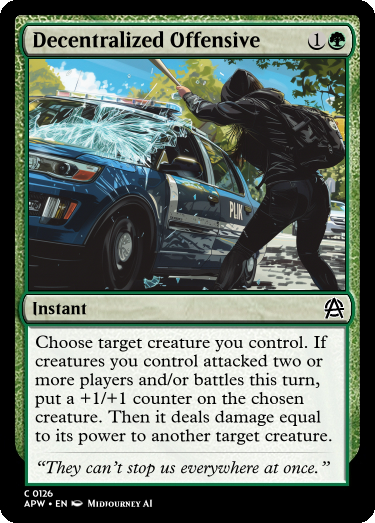 Decentralized Offensive 1
PLIK
Instant
Choose target creature you control. If
creatures you control attacked two or
more players and/or battles this turn,
put a +1/+1 counter on the chosen
creature. Then it deals damage equal
to its power to another target creature.
“They can’t stop us everywhere at once.”
C 0126
APW • EN Midjourney AI